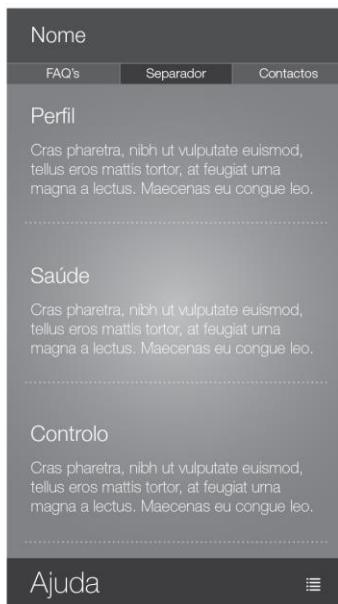 Nome
FAQ's Separador Contactos
Perfil
Cras pharetra, nibh ut vulputate euismod,
tellus eros mattis tortor, at feugiat urna
magna a lectus. Maecenas eu congue leo.
Saúde
Cras pharetra, nibh ut vulputate euismod,
tellus eros mattis tortor, at feugiat urna
magna a lectus. Maecenas eu congue leo.
Controlo
Cras pharetra, nibh ut vulputate euismod,
tellus eros mattis tortor, at feugiat urna
magna a lectus. Maecenas eu congue leo.
Ajuda